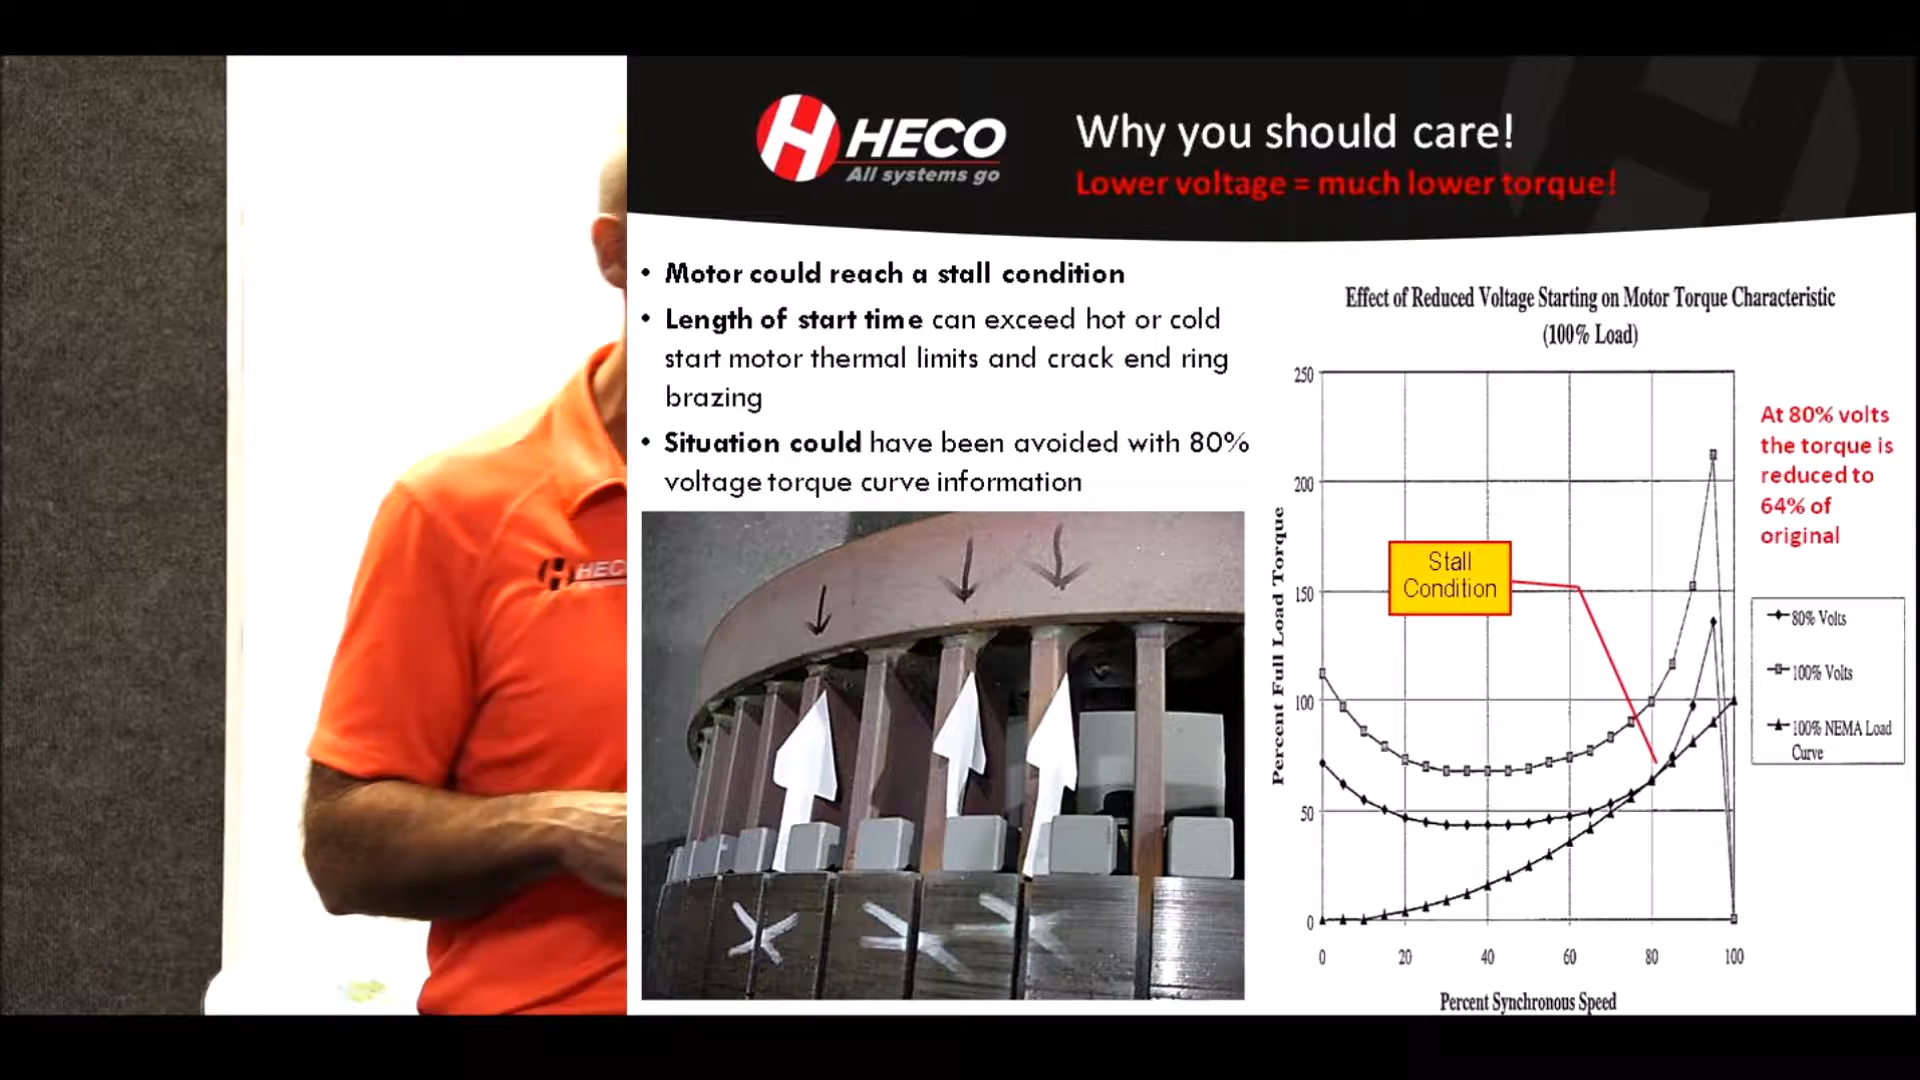 HECO
All systems go
Why you should care!
Lower voltage = much lower torque!
• Motor could reach a stall condition
• Length of start time can exceed hot or cold
start motor thermal limits and crack end ring
brazing
• Situation could have been avoided with 80%
voltage torque curve information
HEC
Effect of Reduced Voltage Starting on Motor Torque Characteristic
(100% Load)
Percent Full Load Torque
250
200
150
100
50
0
Stall
Condition
0 20 40 60 80 100
Percent Synchronous Speed
At 80% volts
the torque is
reduced to
64% of
original
80% Volts
100% Volts
100% NEMA Load
Curve